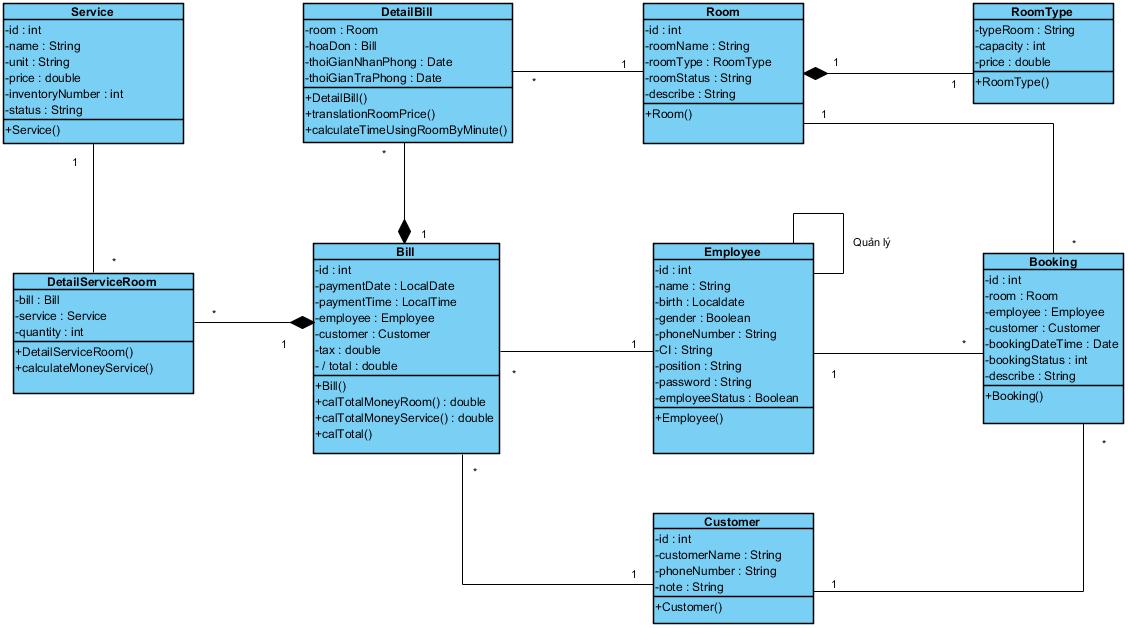 Service
-id : int
-name : String
-unit : String
-price : double
-inventoryNumber : int
-status : String
+Service()
1
*
DetailBill
-room : Room
-hoaDon : Bill
-thoiGianNhanPhong : Date
-thoiGianTraPhong : Date
+DetailBill()
+translationRoomPrice()
+calculateTimeUsingRoomByMinute()
*
1
*
1
Room
-id : int
-roomName : String
-roomType : RoomType
-roomStatus : String
-describe : String
+Room()
1
1
1
*
RoomType
-typeRoom : String
-capacity : int
-price : double
+RoomType()
DetailServiceRoom
-bill : Bill
-service : Service
-quantity : int
+DetailServiceRoom()
+calculateMoneyService()
*
1
Bill
-id : int
-paymentDate : LocalDate
-paymentTime : LocalTime
-employee : Employee
-customer : Customer
-tax : double
- / total : double
+Bill()
+calTotalMoneyRoom() : double
+calTotalMoneyService() : double
+calTotal()
1
*
*
1
Quản lý
Employee
-id : int
-name : String
-birth : Localdate
-gender : Boolean
-phoneNumber : String
-CI : String
-position : String
-password : String
-employeeStatus : Boolean
+Employee()
*
1
Booking
-id : int
-room : Room
-employee : Employee
-customer : Customer
-bookingDateTime : Date
-bookingStatus : int
-describe : String
+Booking()
*
1
Customer
-id : int
-customerName : String
-phoneNumber : String
-note : String
+Customer()